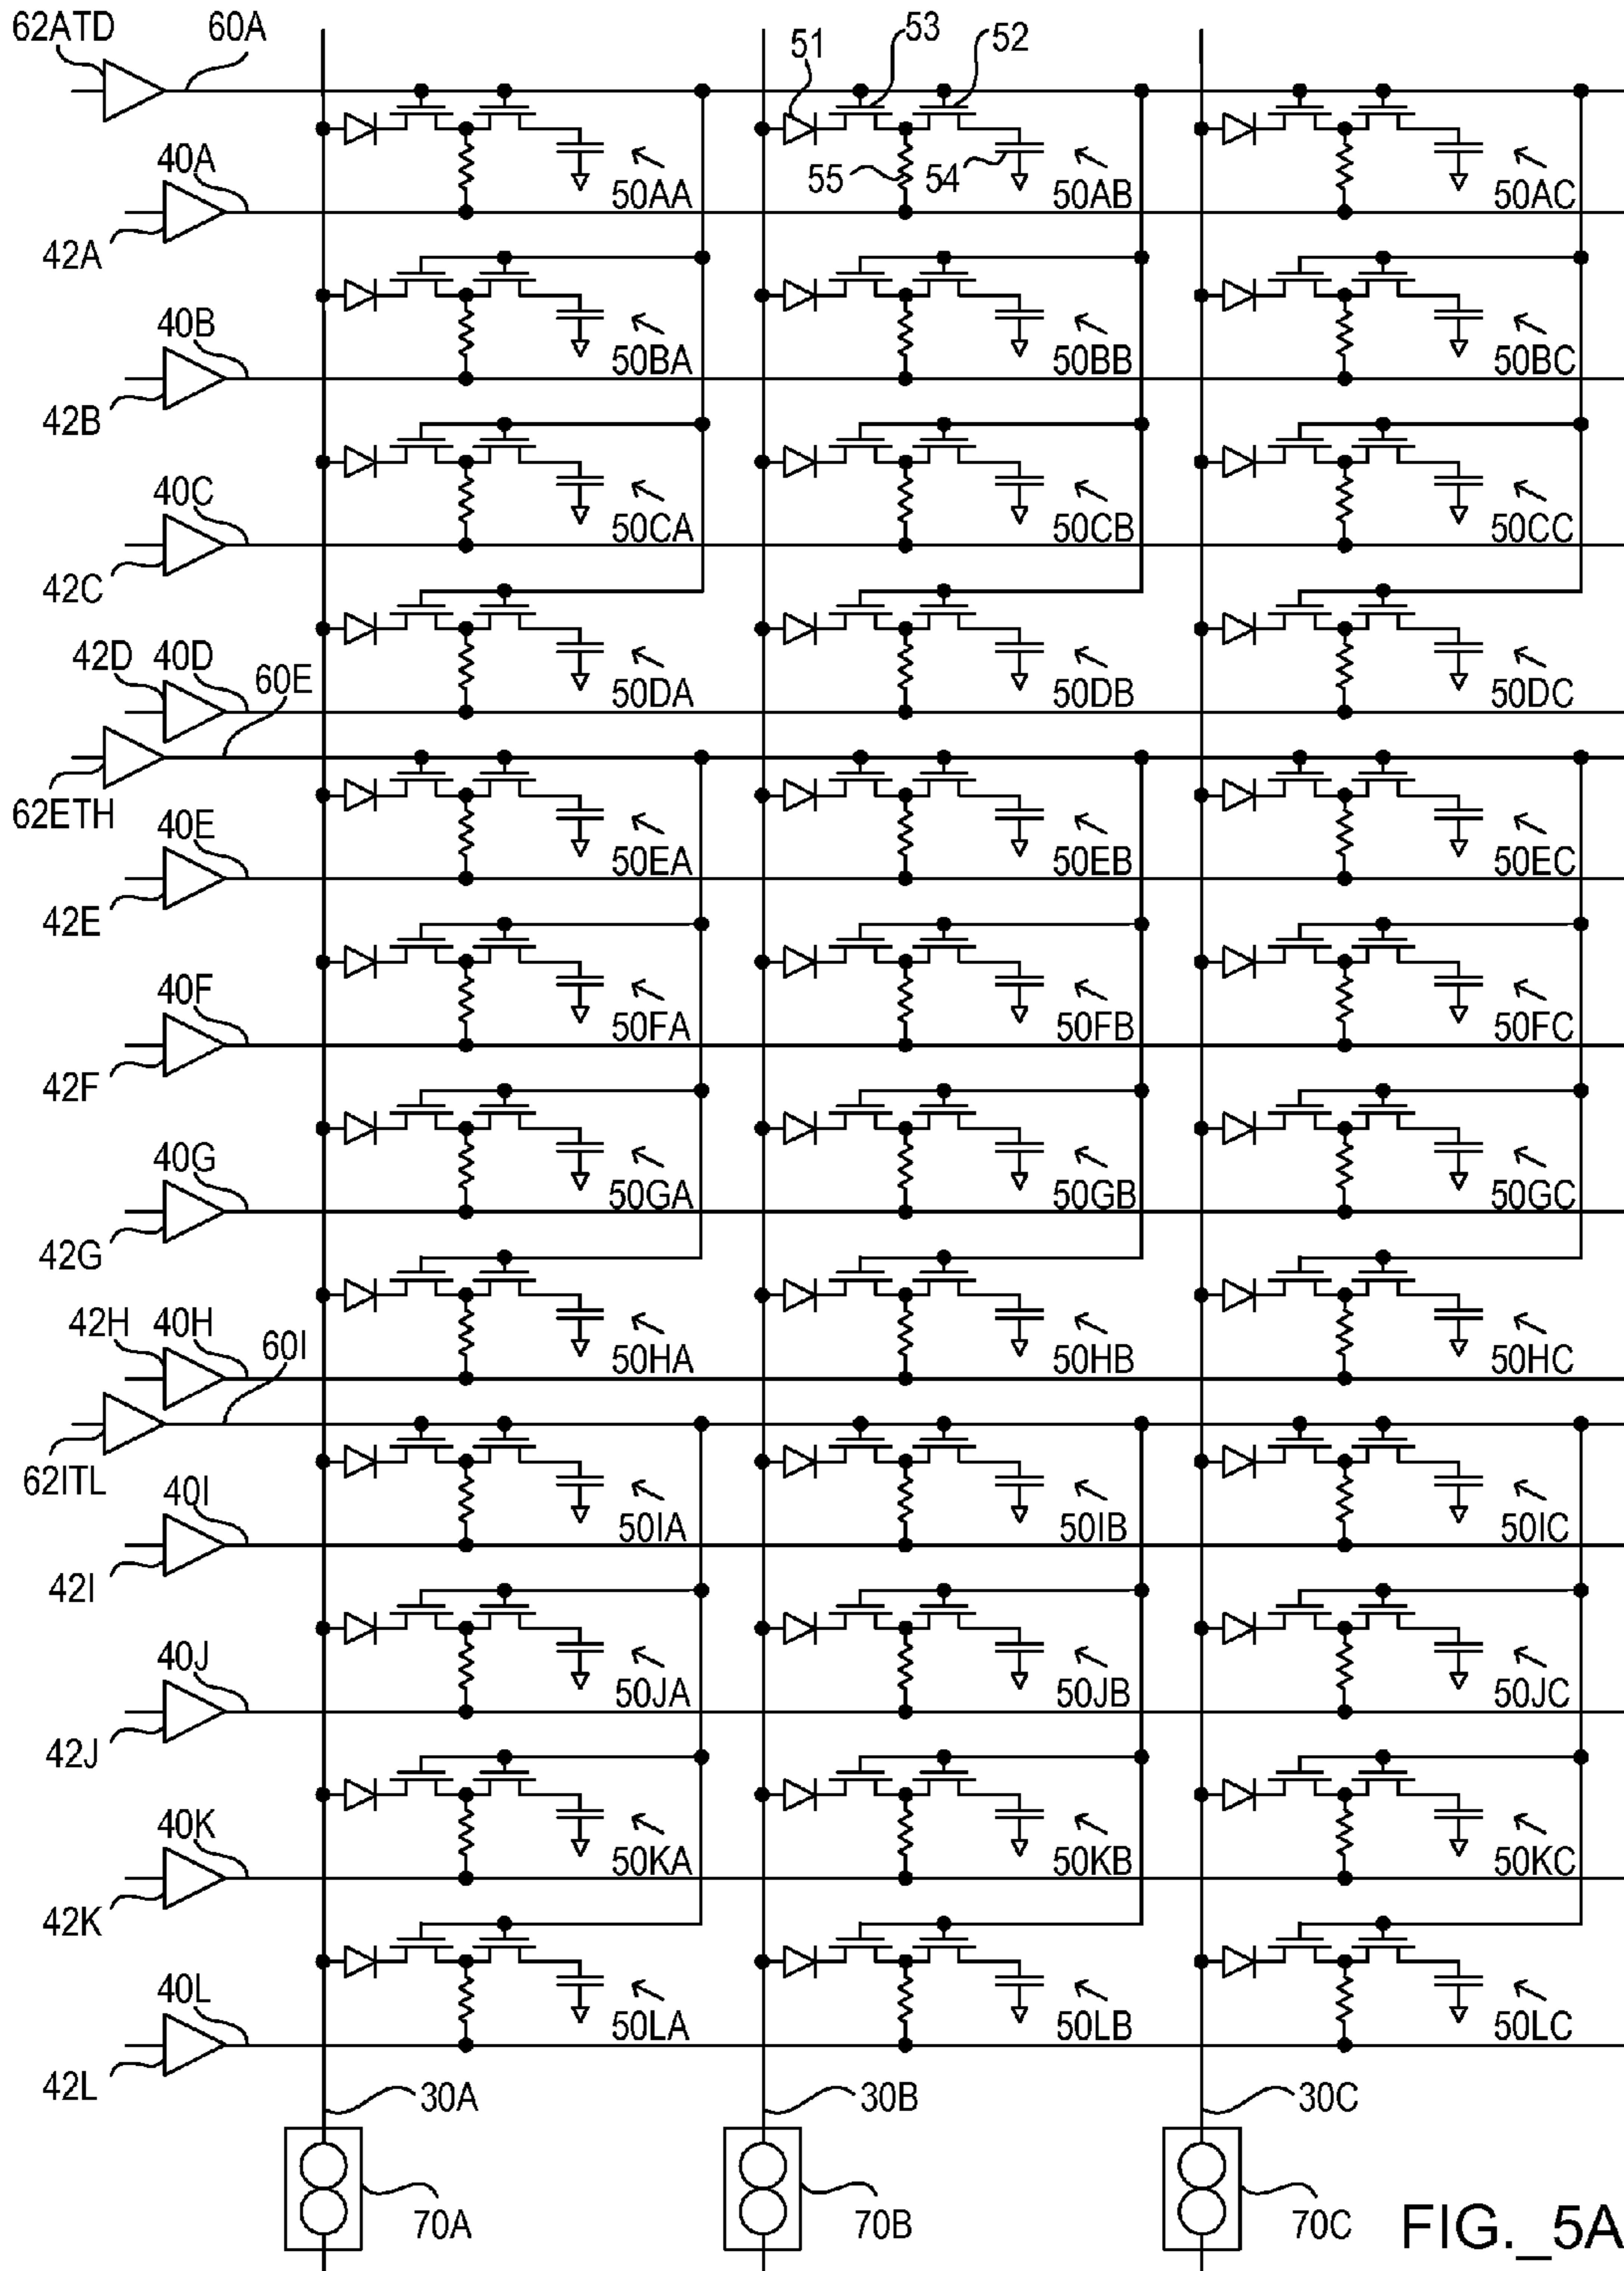 62ATD 60A 51 53 52
40A 55 54 50AA 50AB 50AC
42A
40B 50BA 50BB 50BC
42B
40C 50CA 50CB 50CC
42C
42D 40D 60E 50DA 50DB 50DC
62ETH
40E 50EA 50EB 50EC
42E
40F 50FA 50FB 50FC
42F
40G 50GA 50GB 50GC
42G
42H 40H 60I 50HA 50HB 50HC
62ITL
40I 50IA 50IB 50IC
42I
40J 50JA 50JB 50JC
42J
40K 50KA 50KB 50KC
42K
40L 50LA 50LB 50LC
42L
30A 30B 30C
70A 70B 70C
FIG._5A